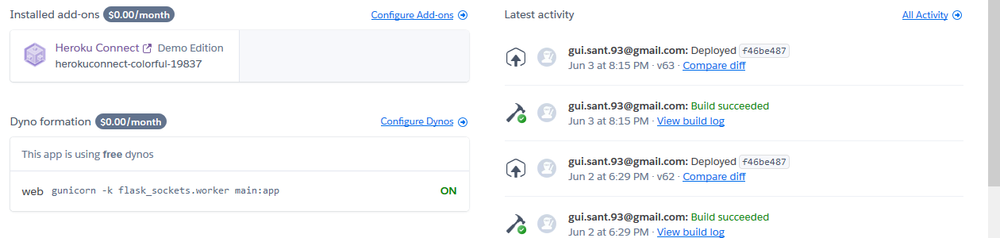 Installed add-ons $0.00/month Configure Add-ons
Heroku Connect Demo Edition
herokuconnect-colorful-19837
Dyno formation $0.00/month Configure Dynos
This app is using free dynos
web gunicorn -k flask_sockets.worker main:app ON
Latest activity All Activity
gui.sant.93@gmail.com: Deployed f46be487
Jun 3 at 8:15 PM · v63 · Compare diff
gui.sant.93@gmail.com: Build succeeded
Jun 3 at 8:15 PM · View build log
gui.sant.93@gmail.com: Deployed f46be487
Jun 2 at 6:29 PM · v62 · Compare diff
gui.sant.93@gmail.com: Build succeeded
Jun 2 at 6:29 PM · View build log